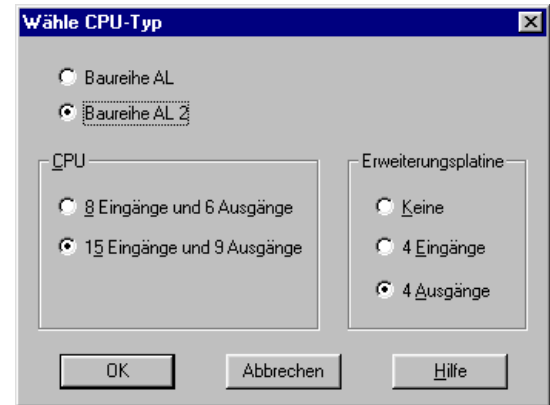 Wähle CPU-Typ
Baureihe AL
Baureihe AL 2
CPU
8 Eingänge und 6 Ausgänge
15 Eingänge und 9 Ausgänge
Erweiterungsplatine
Keine
4 Eingänge
4 Ausgänge
OK
Abbrechen
Hilfe